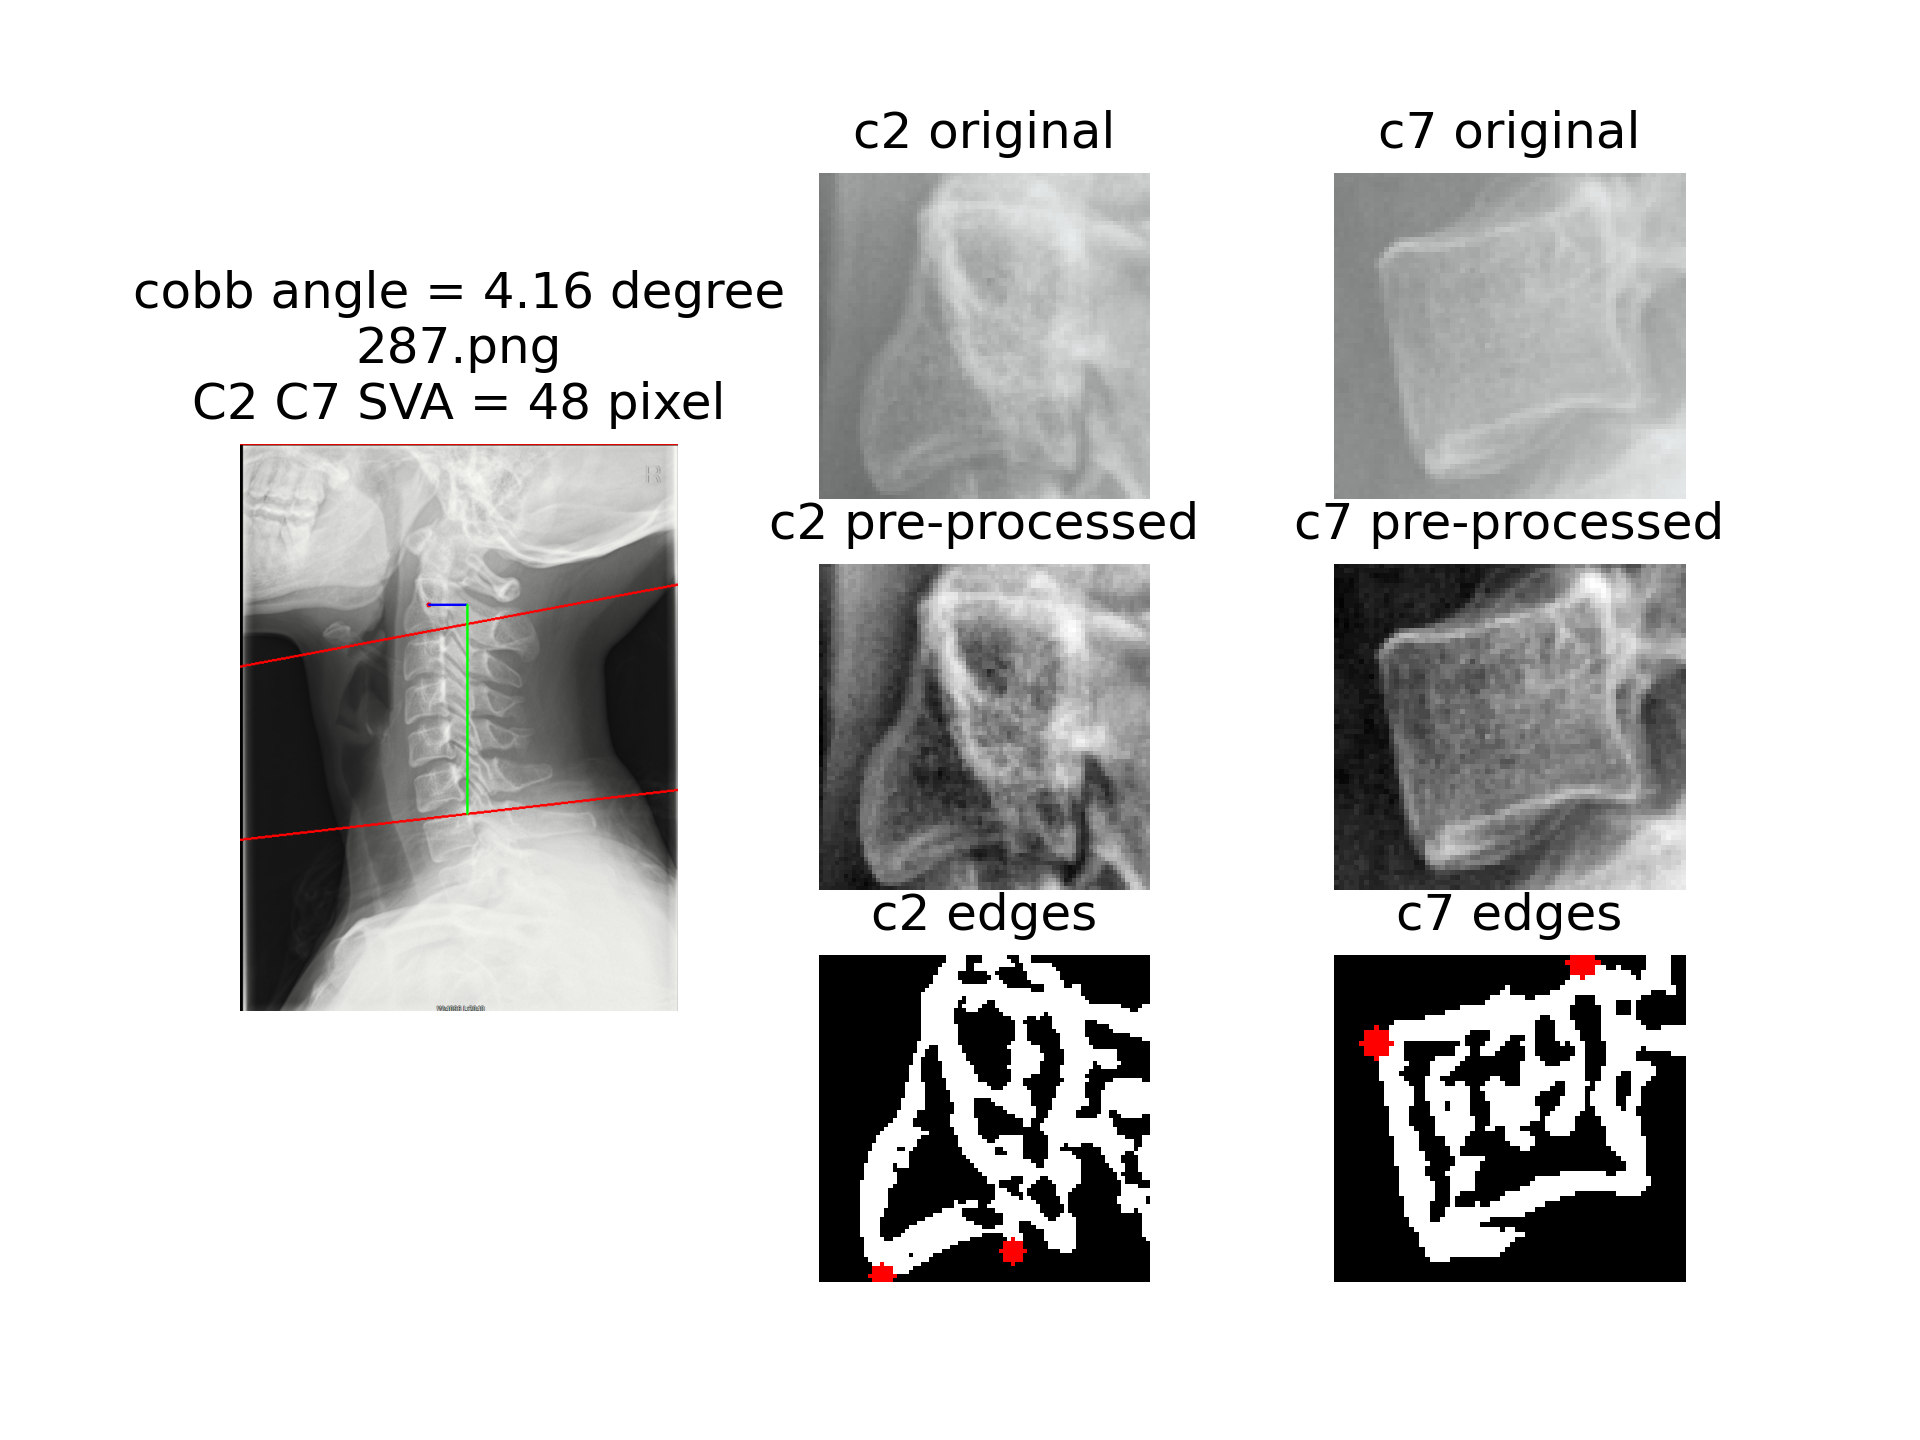 cobb angle = 4.16 degree
287.png
C2 C7 SVA = 48 pixel
R
c2 original
c7 original
c2 pre-processed
c7 pre-processed
c2 edges
c7 edges